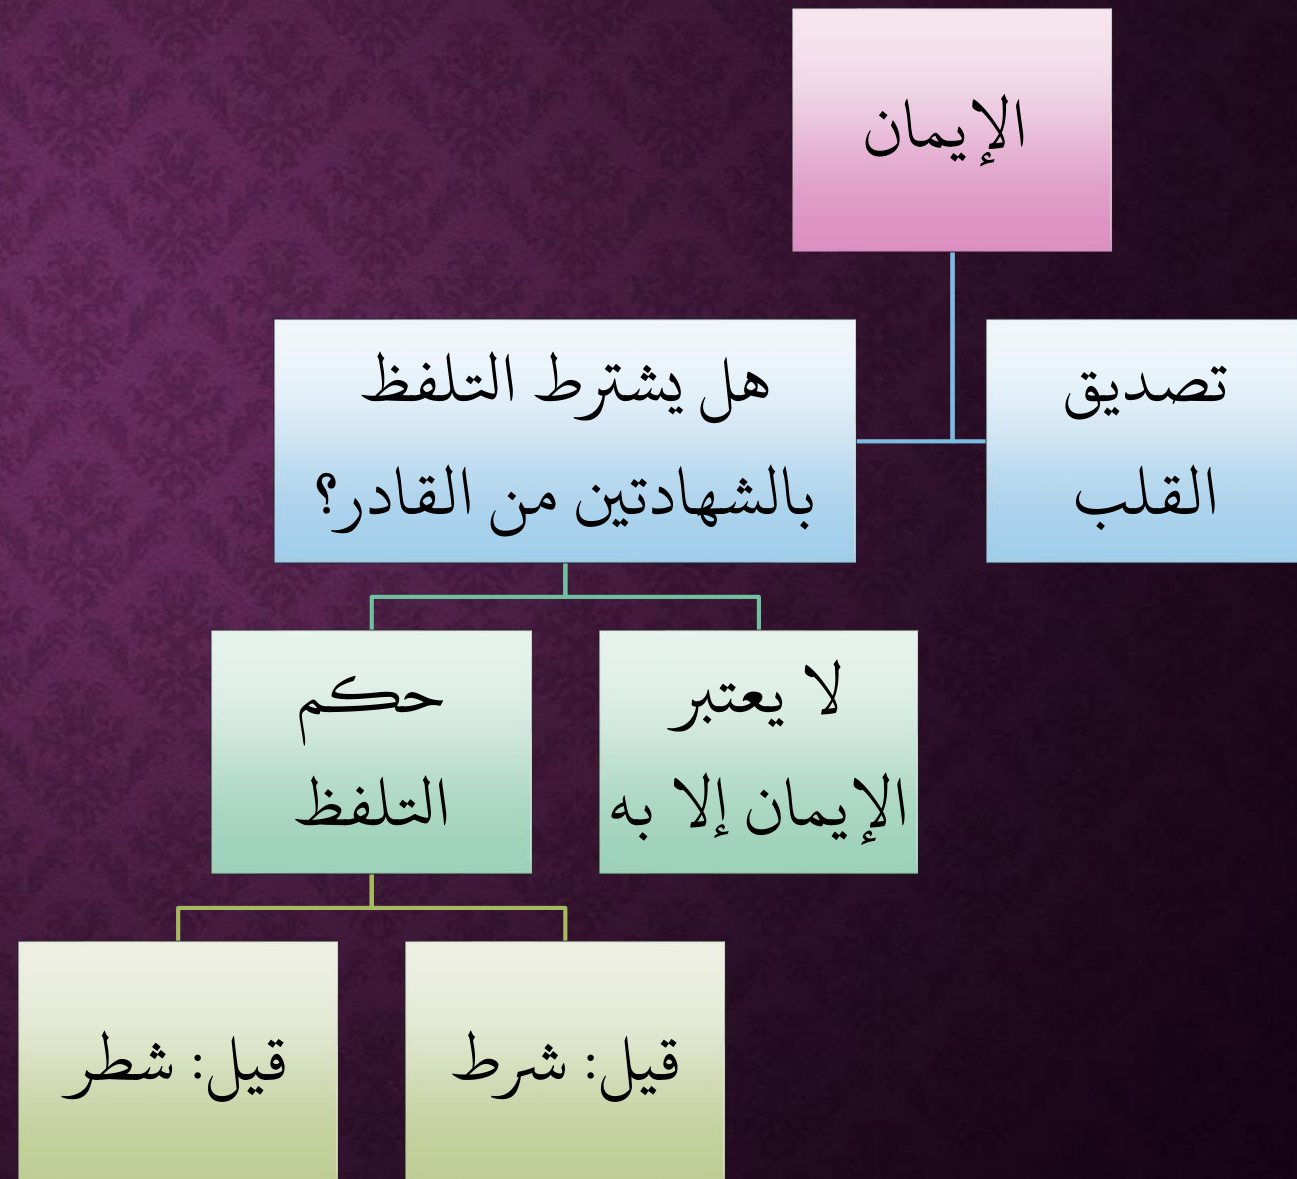 الإيمان
تصديق
القلب
هل يشترط التلفظ
بالشهادتين من القادر؟
لا يعتبر
الإيمان إلا به
حكم
التلفظ
قيل: شرط
قيل: شطر